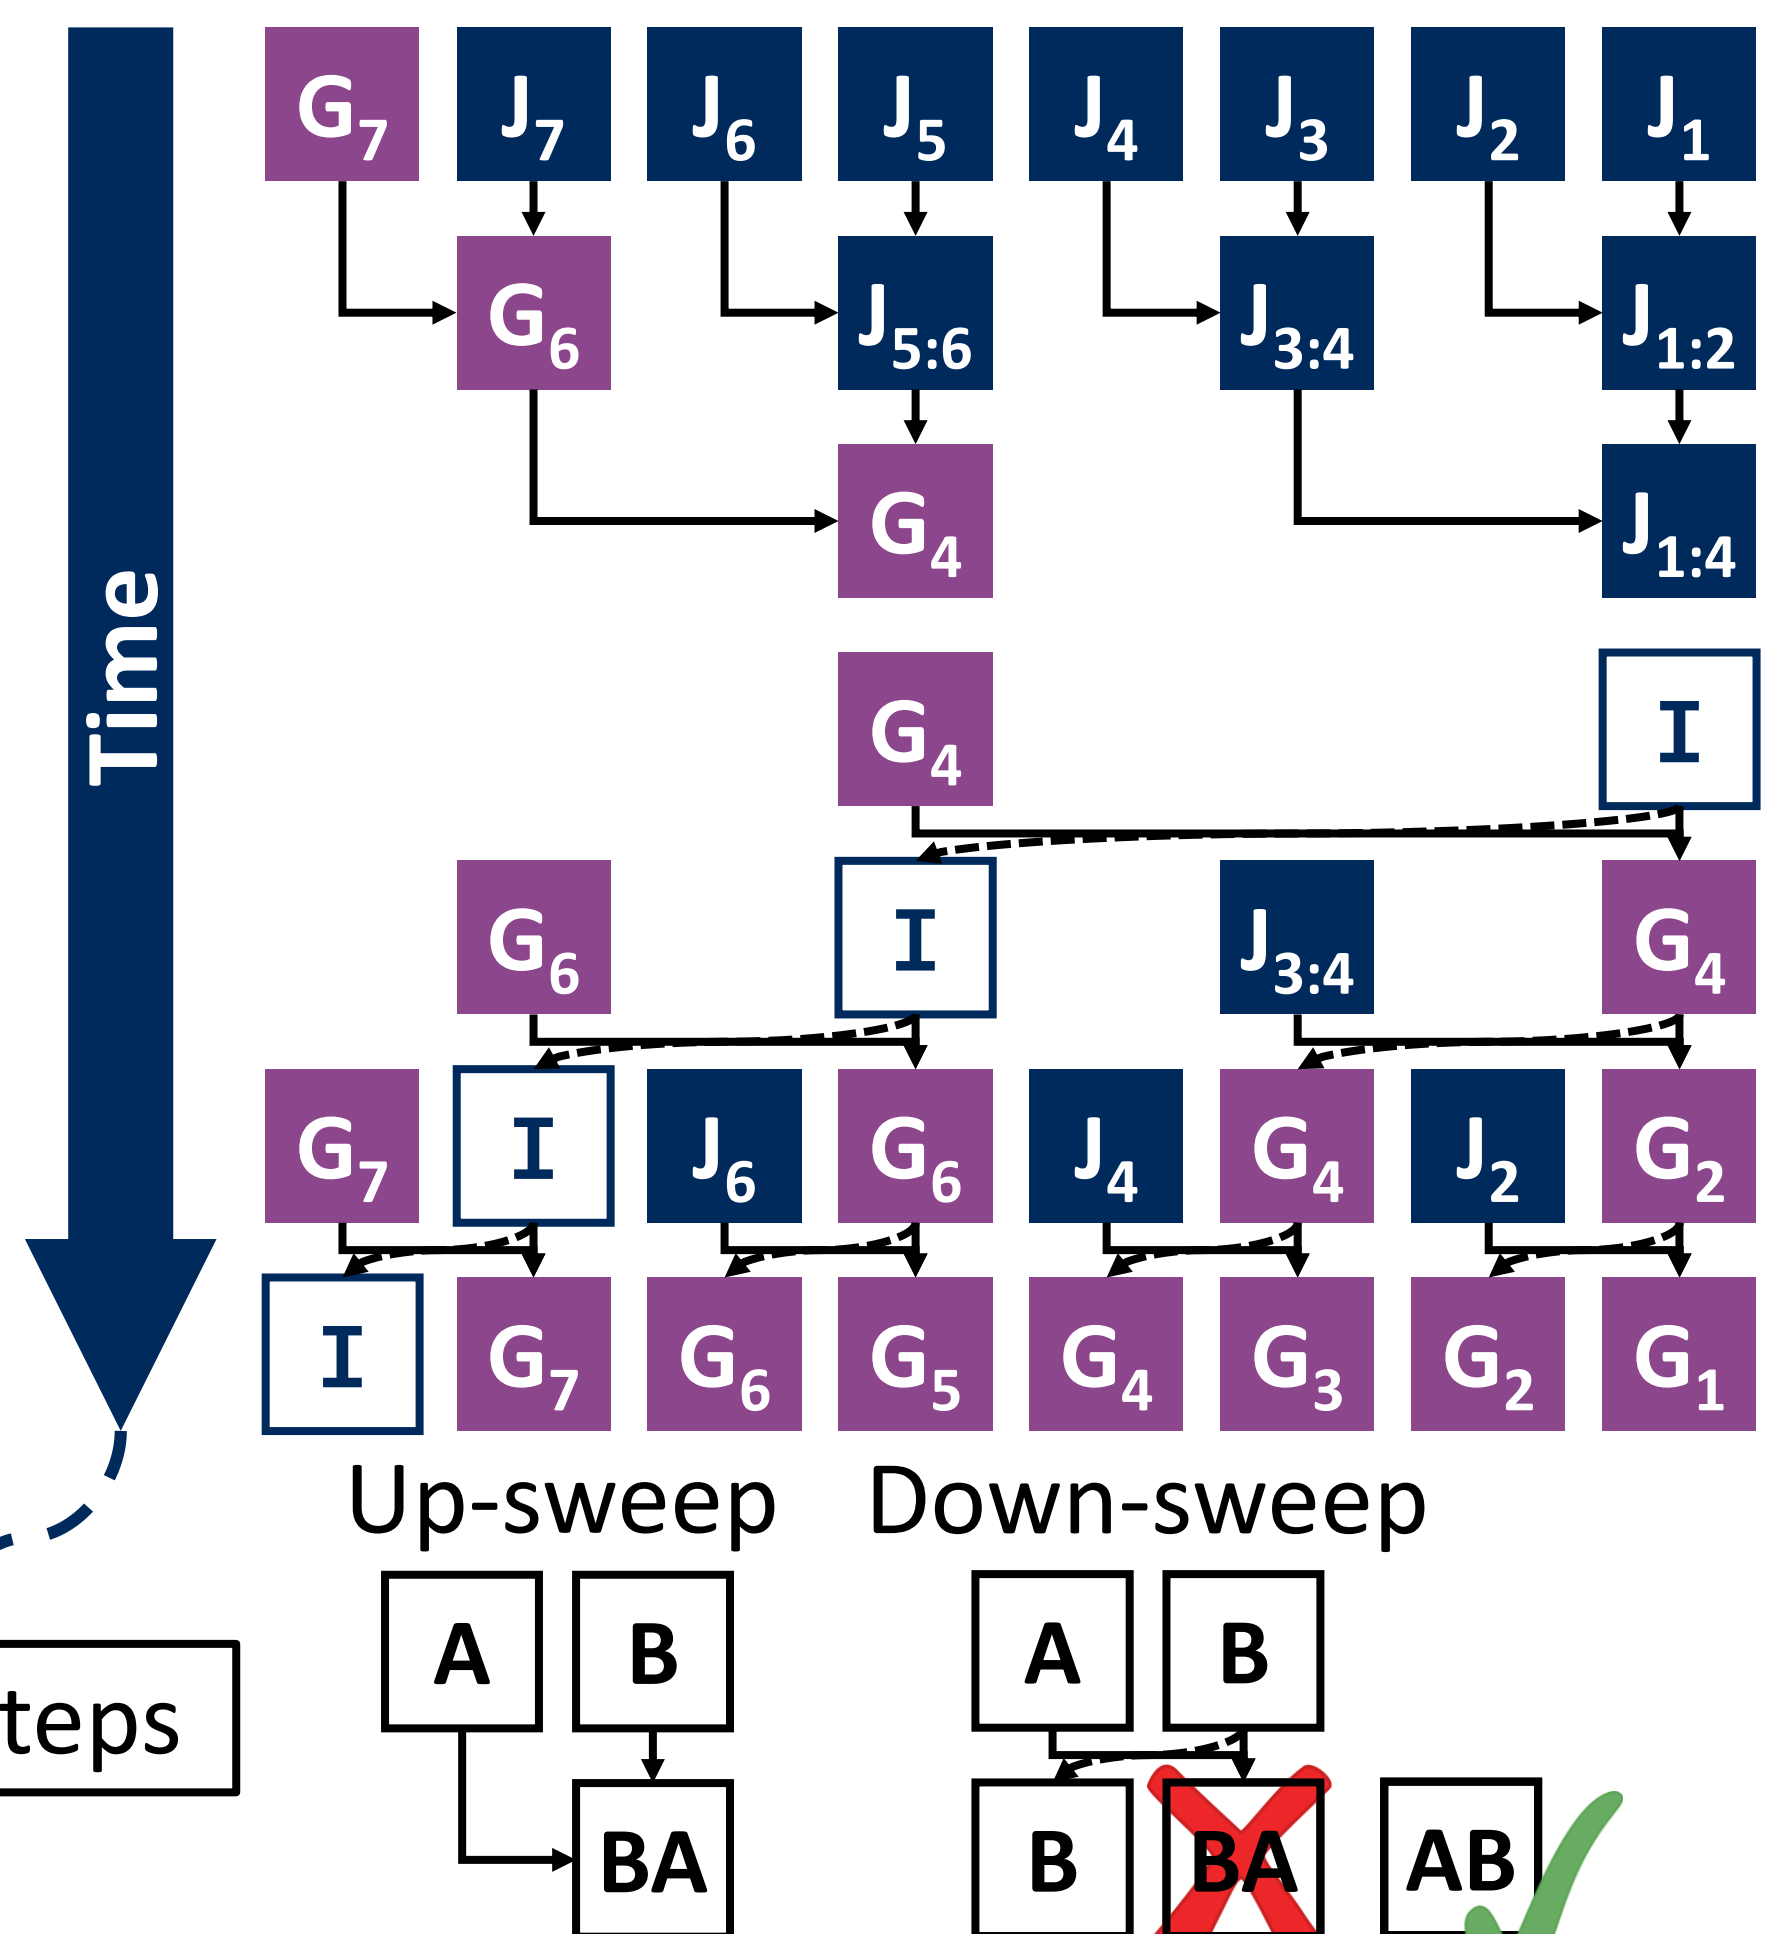 G7 J7 J6 J5 J4 J3 J2 J1
G6 J5:6 J3:4 J1:2
G4 J1:4
Time
G4 I
G6 I J3:4 G4
G7 I J6 G6 J4 G4 J2 G2
I G7 G6 G5 G4 G3 G2 G1
Up-sweep Down-sweep
A B A B
teps
BA B BA AB